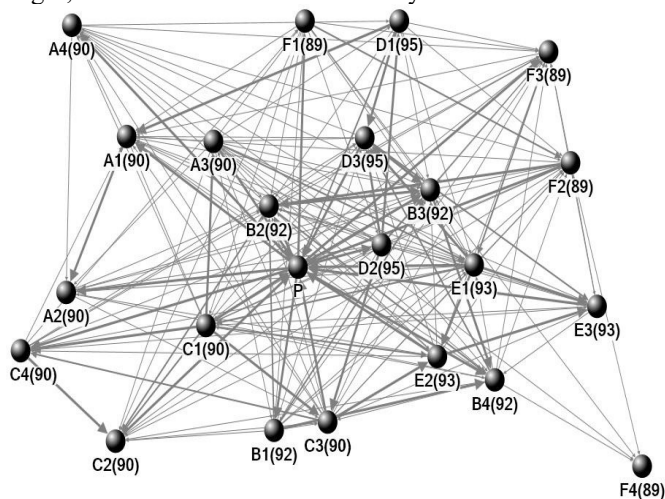 A4(90)
F1(89)
D1(95)
F3(89)
A1(90)
A3(90)
D3(95)
F2(89)
B3(92)
B2(92)
D2(95)
P
E1(93)
A2(90)
E3(93)
C1(90)
C4(90)
E2(93)
B4(92)
C2(90)
B1(92)
C3(90)
F4(89)